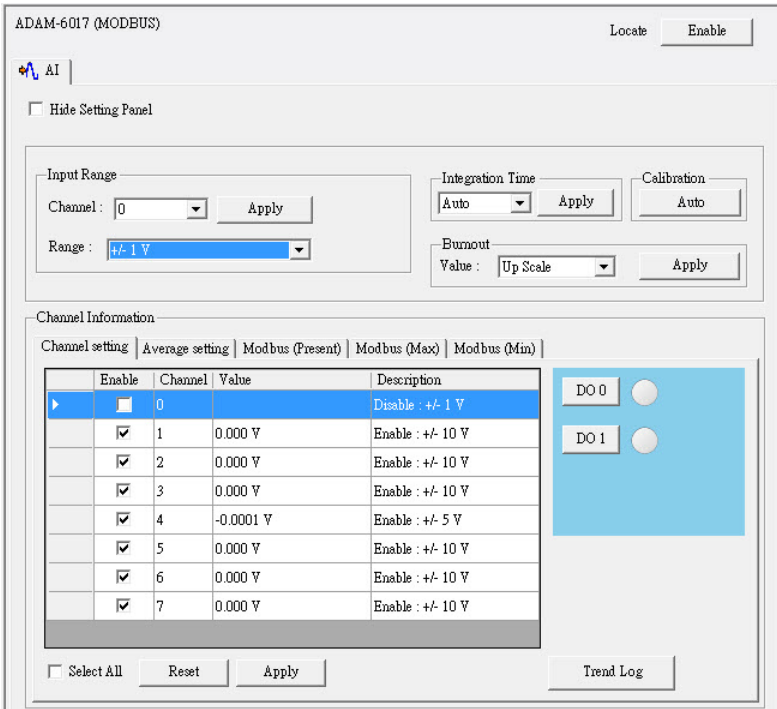 ADAM-6017 (MODBUS)
Locate Enable
AI
Hide Setting Panel
Input Range
Channel : 0 Apply
Range : +/- 1 V
Integration Time
Auto Apply
Calibration
Auto
Burnout
Value : Up Scale Apply
Channel Information
Channel setting Average setting Modbus (Present) Modbus (Max) Modbus (Min)
Enable Channel Value Description
0 Disable : +/- 1 V
1 0.000 V Enable : +/- 10 V
2 0.000 V Enable : +/- 10 V
3 0.000 V Enable : +/- 10 V
4 -0.0001 V Enable : +/- 5 V
5 0.000 V Enable : +/- 10 V
6 0.000 V Enable : +/- 10 V
7 0.000 V Enable : +/- 10 V
DO 0
DO 1
Select All Reset Apply
Trend Log